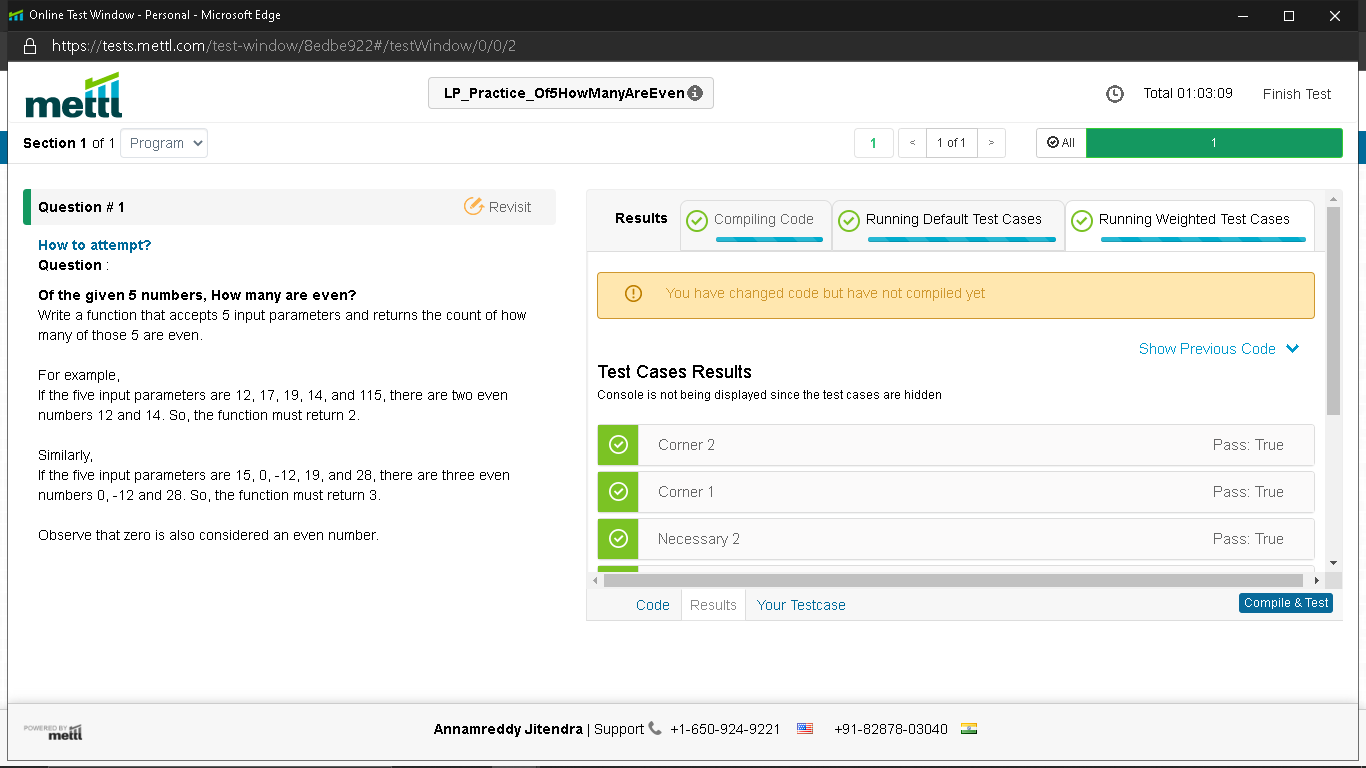 Online Test Window - Personal - Microsoft Edge
https://tests.mettl.com/test-window/8edbe922#/testWindow/0/0/2
mettl
LP_Practice_Of5HowManyAreEven
Total 01:03:09
Finish Test
Section 1 of 1
Program
1
<
1 of 1
>
All
1
Question # 1
Revisit
How to attempt?
Question :
Of the given 5 numbers, How many are even?
Write a function that accepts 5 input parameters and returns the count of how
many of those 5 are even.
For example,
If the five input parameters are 12, 17, 19, 14, and 115, there are two even
numbers 12 and 14. So, the function must return 2.
Similarly,
If the five input parameters are 15, 0, -12, 19, and 28, there are three even
numbers 0, -12 and 28. So, the function must return 3.
Observe that zero is also considered an even number.
Results
Compiling Code
Running Default Test Cases
Running Weighted Test Cases
You have changed code but have not compiled yet
Show Previous Code
Test Cases Results
Console is not being displayed since the test cases are hidden
Corner 2 Pass: True
Corner 1 Pass: True
Necessary 2 Pass: True
Code
Results
Your Testcase
Compile & Test
POWERED BY
mettl
Annamreddy Jitendra | Support +1-650-924-9221 +91-82878-03040